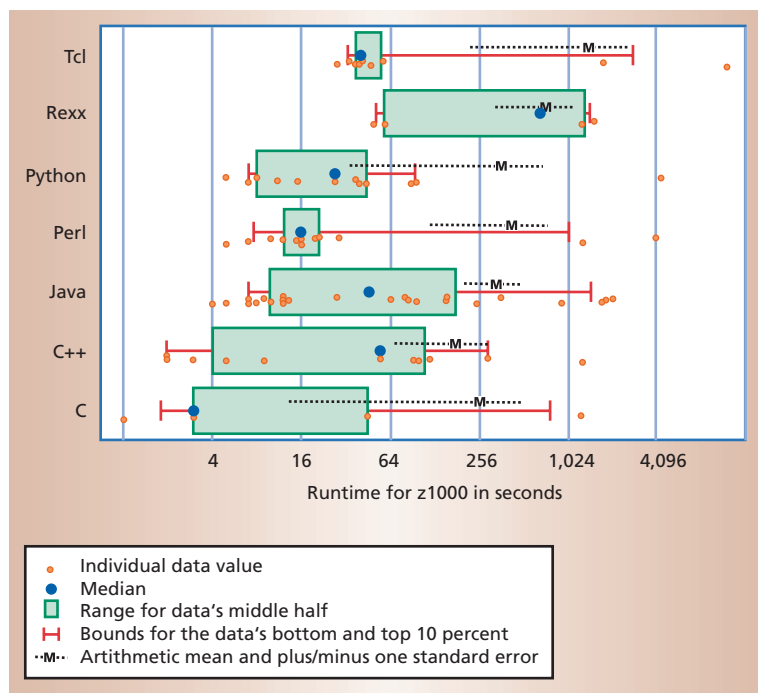 Tcl
Rexx
Python
Perl
Java
C++
C
M
M
M
M
M
M
M
4 16 64 256 1,024 4,096
Runtime for z1000 in seconds
Individual data value
Median
Range for data's middle half
Bounds for the data's bottom and top 10 percent
M Artithmetic mean and plus/minus one standard error